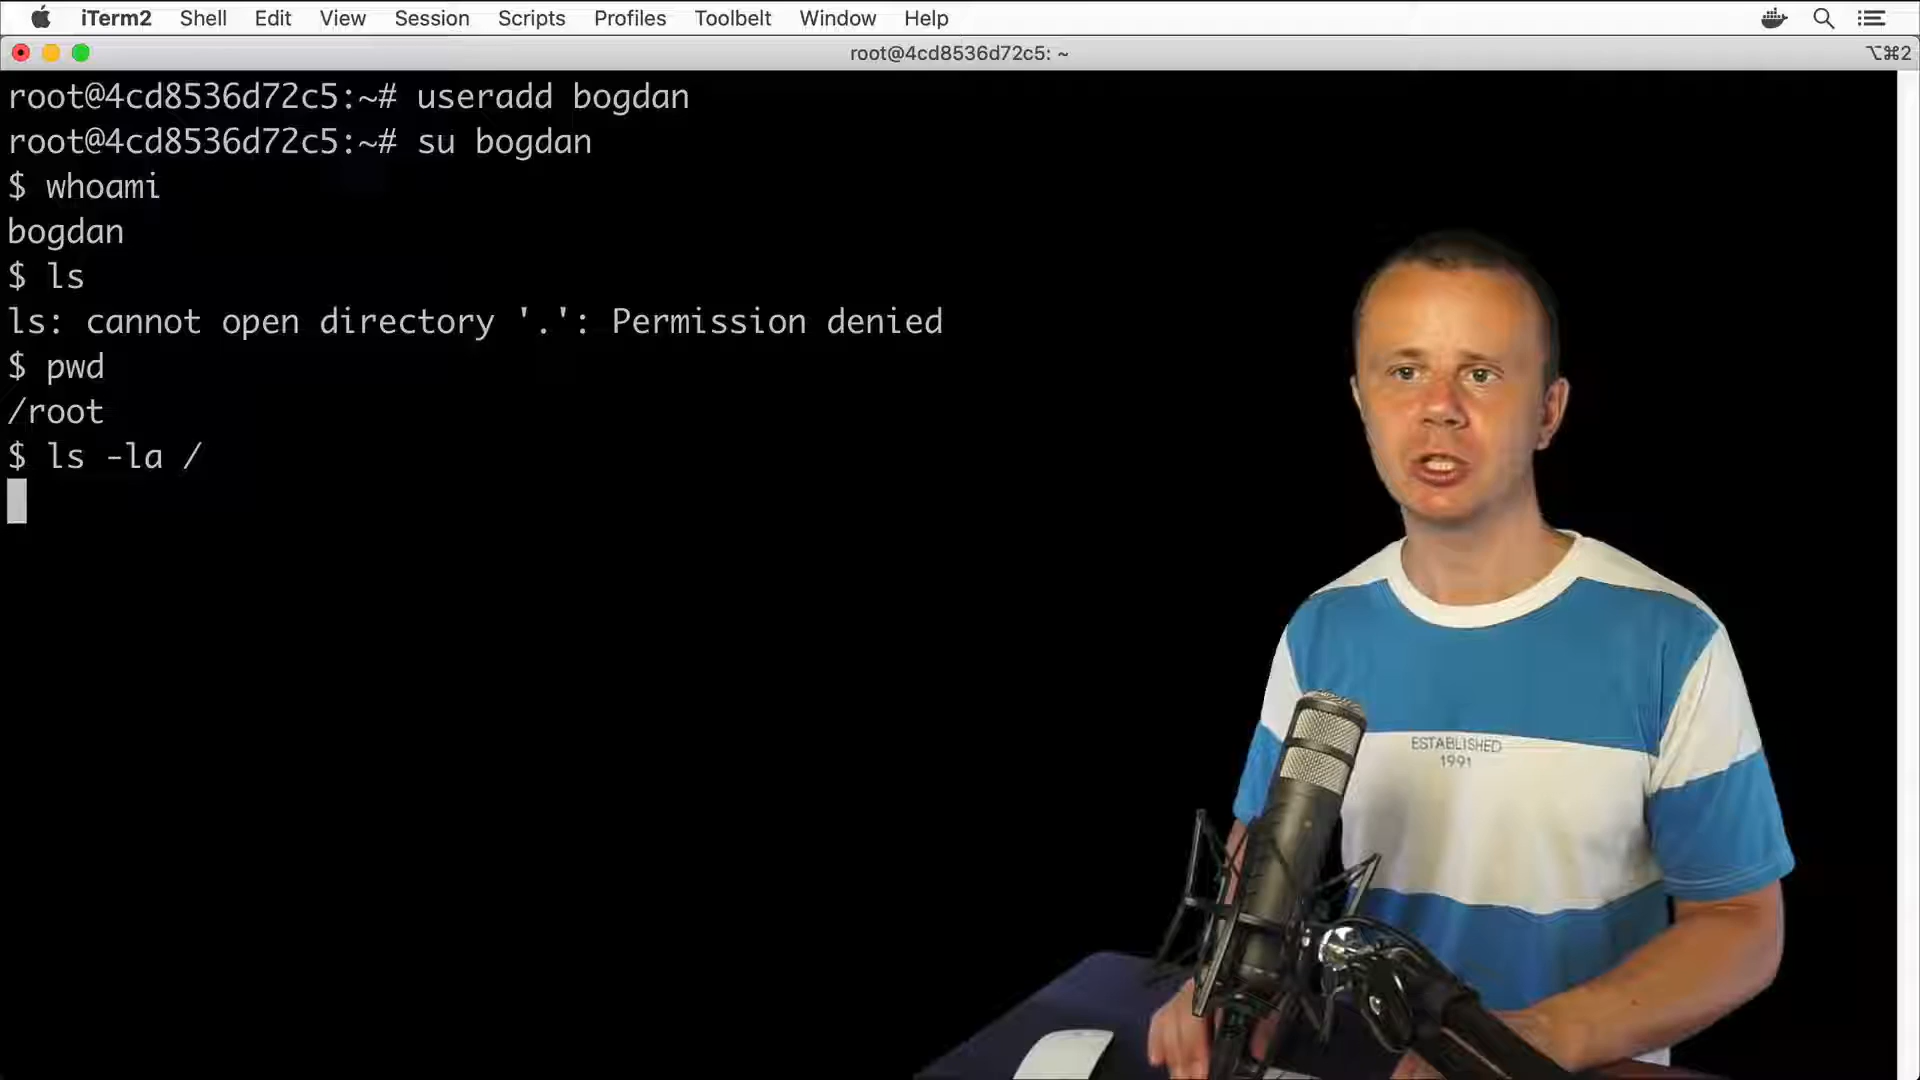 iTerm2 Shell Edit View Session Scripts Profiles Toolbelt Window Help
root@4cd8536d72c5: ~
⌥⌘2
root@4cd8536d72c5:~# useradd bogdan
root@4cd8536d72c5:~# su bogdan
$ whoami
bogdan
$ ls
ls: cannot open directory '.': Permission denied
$ pwd
/root
$ ls -la /
ESTABLISHED
1991